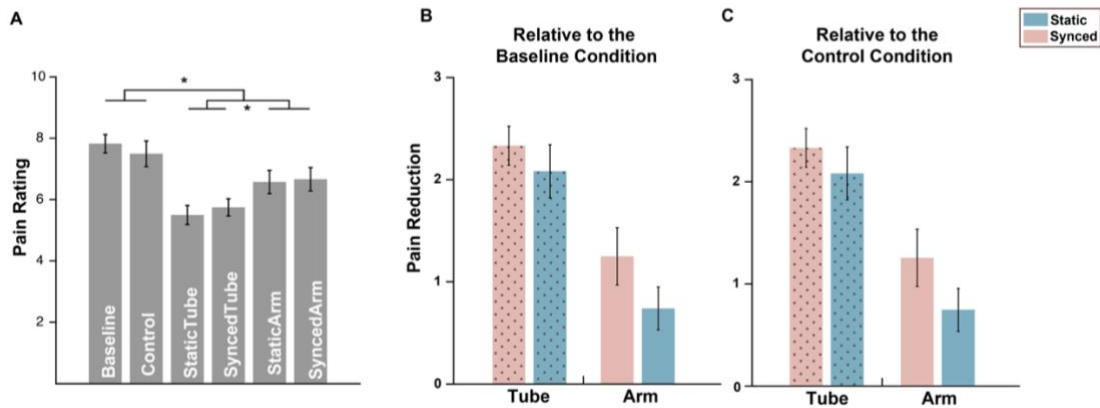 A
10
8
6
4
2
Pain Rating
*
*
Baseline
Control
StaticTube
SyncedTube
StaticArm
SyncedArm
B
Relative to the
Baseline Condition
3
2
1
0
Pain Reduction
Tube
Arm
C
Relative to the
Control Condition
3
2
1
0
Tube
Arm
Static
Synced